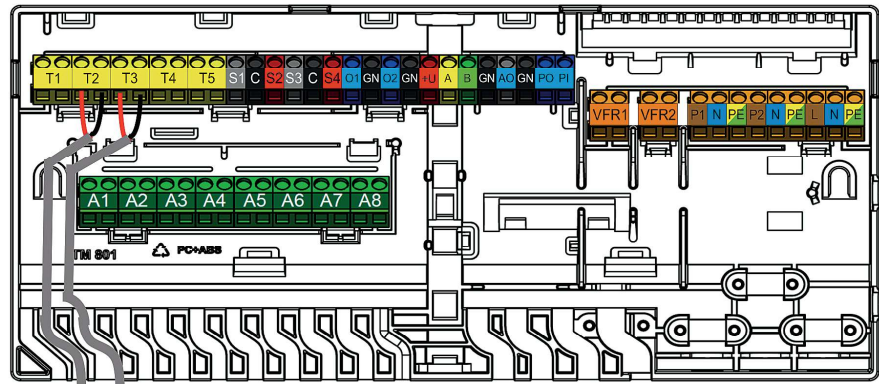 T1 T2 T3 T4 T5 S1 C S2 S3 C S4 O1 GN O2 GN +U A B GN AO GN PO PI
VFR1 VFR2 P1 N PE P2 N PE L N PE
A1 A2 A3 A4 A5 A6 A7 A8
TM 801 PC+ABS